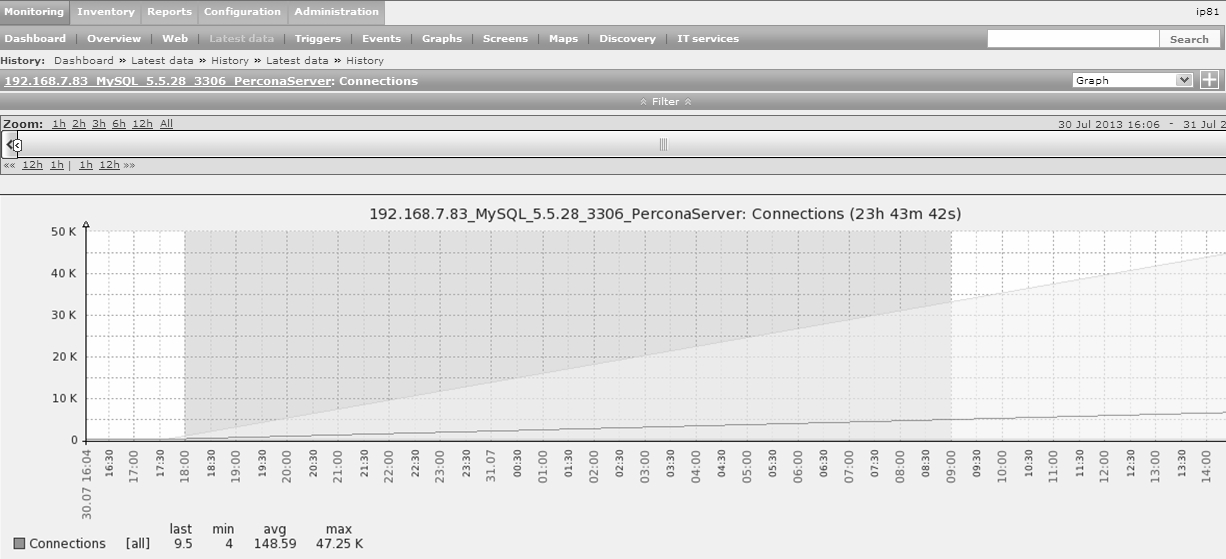 Monitoring Inventory Reports Configuration Administration ip81
Dashboard | Overview | Web | Latest data | Triggers | Events | Graphs | Screens | Maps | Discovery | IT services Search
History: Dashboard » Latest data » History » Latest data » History
192.168.7.83_MySQL_5.5.28_3306_PerconaServer: Connections Graph
Filter
Zoom: 1h 2h 3h 6h 12h All 30 Jul 2013 16:06 - 31 Jul 2
«« 12h 1h | 1h 12h »»
192.168.7.83_MySQL_5.5.28_3306_PerconaServer: Connections (23h 43m 42s)
50 K
40 K
30 K
20 K
10 K
0
30.07 16:04 16:30 17:00 17:30 18:00 18:30 19:00 19:30 20:00 20:30 21:00 21:30 22:00 22:30 23:00 23:30 31.07 00:30 01:00 01:30 02:00 02:30 03:00 03:30 04:00 04:30 05:00 05:30 06:00 06:30 07:00 07:30 08:00 08:30 09:00 09:30 10:00 10:30 11:00 11:30 12:00 12:30 13:00 13:30 14:00
last min avg max
Connections [all] 9.5 4 148.59 47.25 K